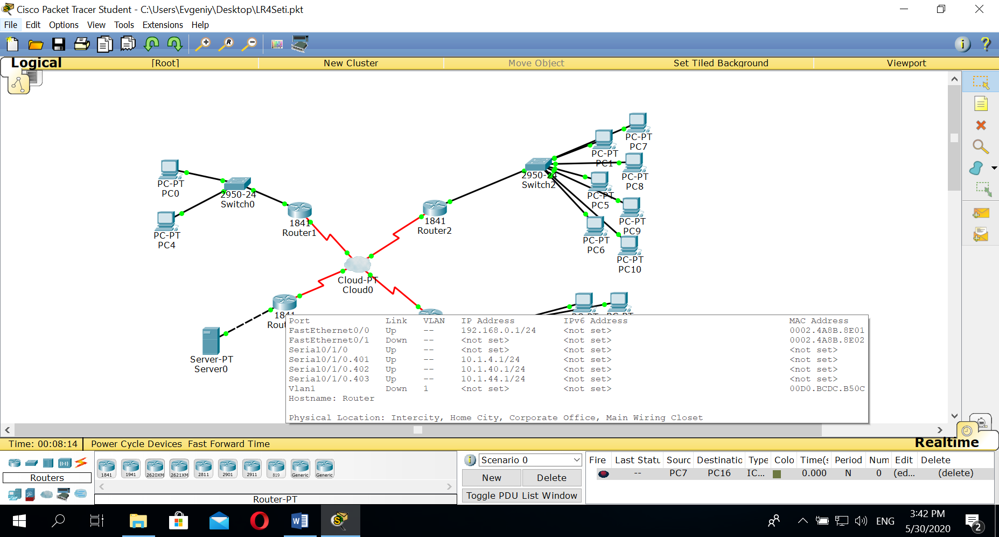 Cisco Packet Tracer Student - C:\Users\Evgeniy\Desktop\LR4Seti.pkt
File Edit Options View Tools Extensions Help
Logical [Root] New Cluster Move Object Set Tiled Background Viewport
PC-PT
PC7
PC-PT
PC1
PC-PT
PC8
2950-24
Switch2
PC-PT
PC0
2950-24
Switch0
PC-PT
PC5
PC-PT
PC9
1841
Router1
1841
Router2
PC-PT
PC4
PC-PT
PC6
PC-PT
PC10
Cloud-PT
Cloud0
1841
Rout
Server-PT
Server0
Port Link VLAN IP Address IPv6 Address MAC Address
FastEthernet0/0 Up -- 192.168.0.1/24 <not set> 0002.4A8B.8E01
FastEthernet0/1 Down -- <not set> <not set> 0002.4A8B.8E02
Serial0/1/0 Up -- <not set> <not set> <not set>
Serial0/1/0.401 Up -- 10.1.4.1/24 <not set> <not set>
Serial0/1/0.402 Up -- 10.1.40.1/24 <not set> <not set>
Serial0/1/0.403 Up -- 10.1.44.1/24 <not set> <not set>
Vlan1 Down 1 <not set> <not set> 00D0.BCDC.B50C
Hostname: Router
Physical Location: Intercity, Home City, Corporate Office, Main Wiring Closet
Time: 00:08:14 Power Cycle Devices Fast Forward Time Realtime
Routers
1841 1941 2620XM 2621XM 2811 2901 2911 819 Generic Generic
Router-PT
Scenario 0
New Delete
Toggle PDU List Window
Fire Last Statu Sourc Destinatio Type Colo Time(s Period Num Edit Delete
-- PC7 PC16 IC... 0.000 N 0 (ed... (delete)
ENG
3:42 PM
5/30/2020
2